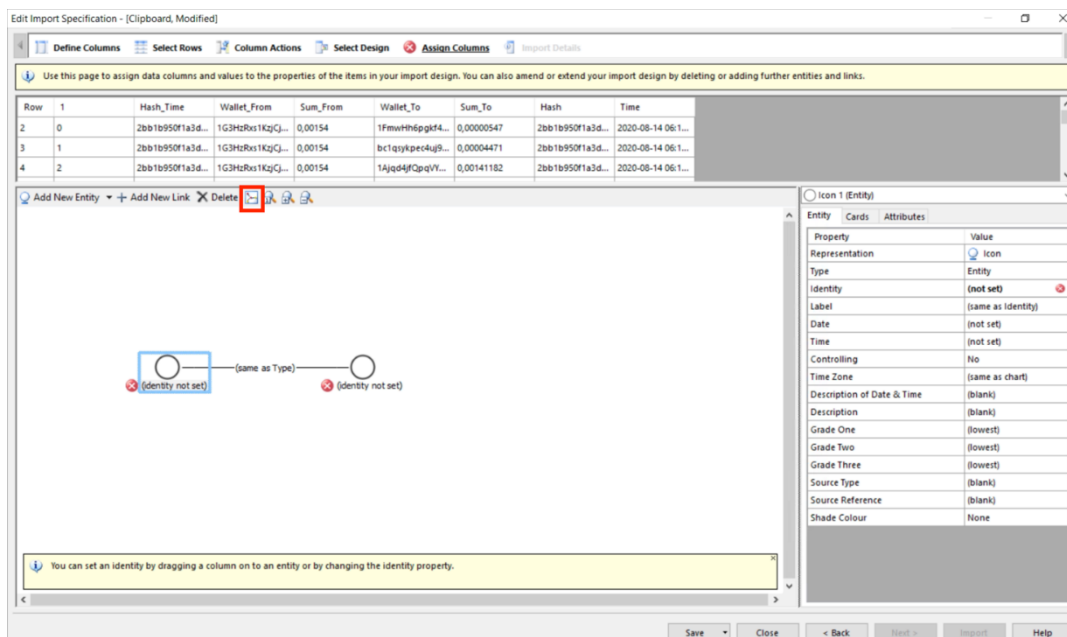 Edit Import Specification - [Clipboard, Modified]
Define Columns Select Rows Column Actions Select Design Assign Columns Import Details
Use this page to assign data columns and values to the properties of the items in your import design. You can also amend or extend your import design by deleting or adding further entities and links.
Row 1 Hash_Time Wallet_From Sum_From Wallet_To Sum_To Hash Time
2 0 2bb1b950f1a3d... 1G3HzRxs1KzjCj... 0,00154 1FmwHh6pgkf4... 0,00000547 2bb1b950f1a3d... 2020-08-14 06:1...
3 1 2bb1b950f1a3d... 1G3HzRxs1KzjCj... 0,00154 bc1qsykpec4uj9... 0,00004471 2bb1b950f1a3d... 2020-08-14 06:1...
4 2 2bb1b950f1a3d... 1G3HzRxs1KzjCj... 0,00154 1Ajqd4jfQpqVY... 0,00141182 2bb1b950f1a3d... 2020-08-14 06:1...
Add New Entity Add New Link Delete
(same as Type)
(identity not set) (identity not set)
You can set an identity by dragging a column on to an entity or by changing the identity property.
Icon 1 (Entity)
Entity Cards Attributes
Property Value
Representation Icon
Type Entity
Identity (not set)
Label (same as Identity)
Date (not set)
Time (not set)
Controlling No
Time Zone (same as chart)
Description of Date & Time (blank)
Description (blank)
Grade One (lowest)
Grade Two (lowest)
Grade Three (lowest)
Source Type (blank)
Source Reference (blank)
Shade Colour None
Save Close < Back Next > Import Help